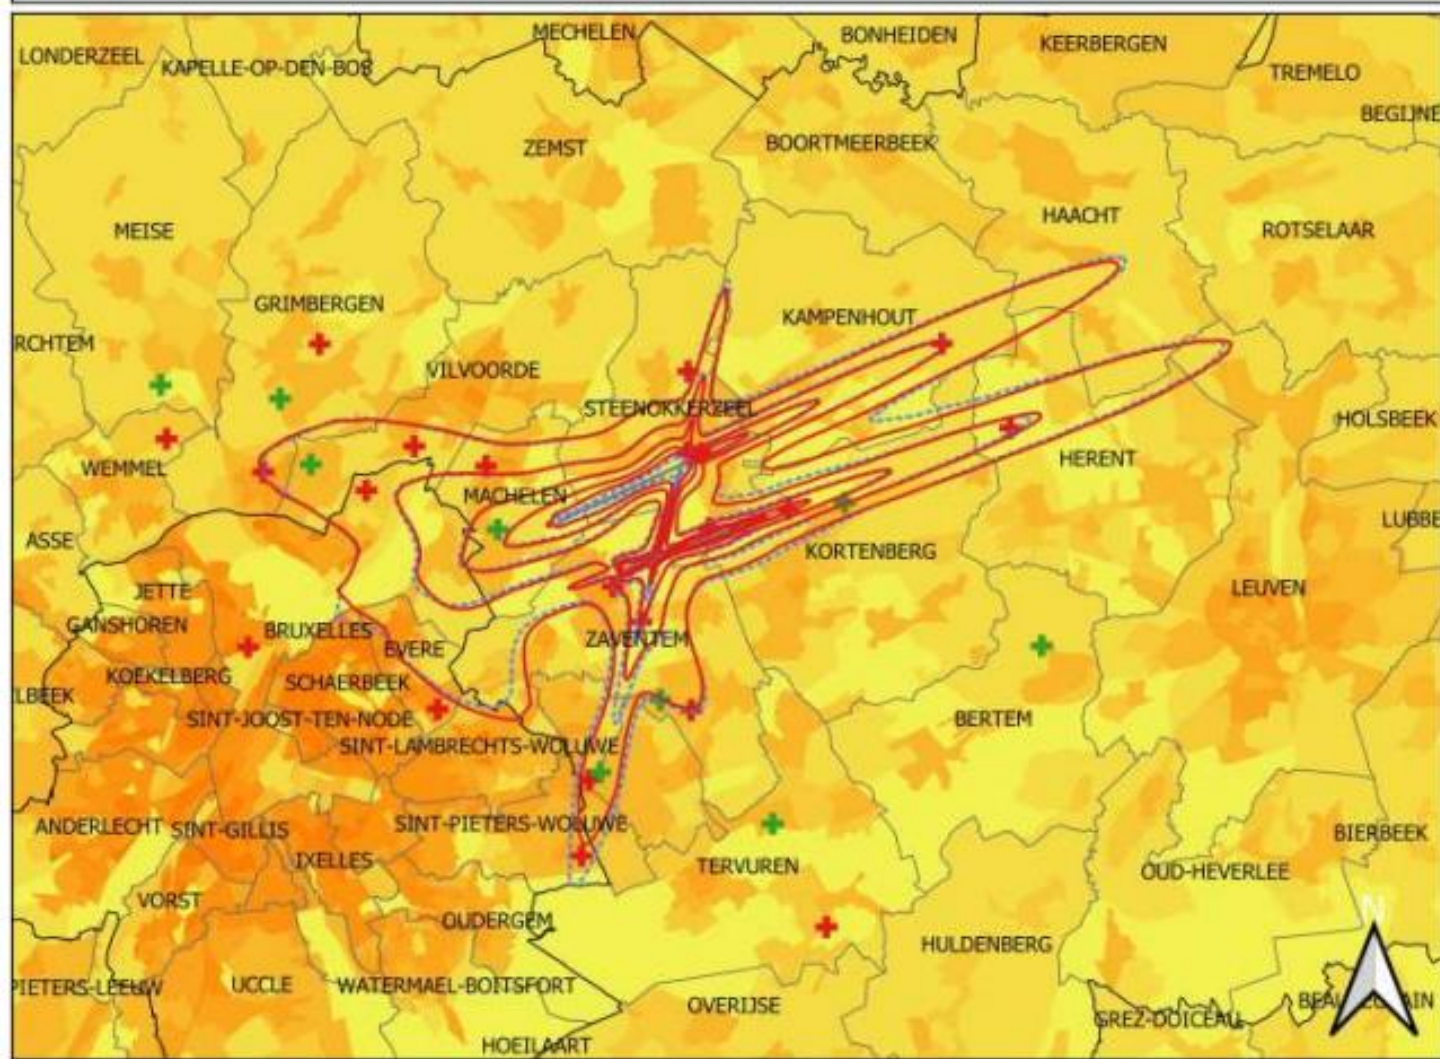 MECHELEN
BONHEIDEN
KEERBERGEN
LONDERZEEL
KAPELLE-OP-DEN-BOS
TREMELO
BEGIJNE
ZEMST
BOORTMEERBEEK
MEISE
HAACHT
ROTSELAAR
GRIMBERGEN
KAMPENHOUT
RCHTEM
VILVOORDE
STEENOKKERZEEL
HOLSBEEK
WEMMEL
HERENT
MACHELEN
LUBBE
ASSE
KORTENBERG
JETTE
LEUVEN
GANSHOREN
BRUXELLES
EVERE
ZAVENTEM
KOEKELBERG
SCHAERBEEK
LBEEK
SINT-JOOST-TEN-NODE
BERTEM
SINT-LAMBRECHTS-WOLUWE
ANDERLECHT
SINT-GILLIS
SINT-PIETERS-WOLUWE
BIERBEEK
IXELLES
TERVUREN
OUD-HEVERLEE
VORST
N
OUDERGEM
HULDENBERG
PIETERS-LEEUW
UCCLE
WATERMAEL-BOITSFORT
OVERIJSE
GREZ-DOICEAU
HOEILAART